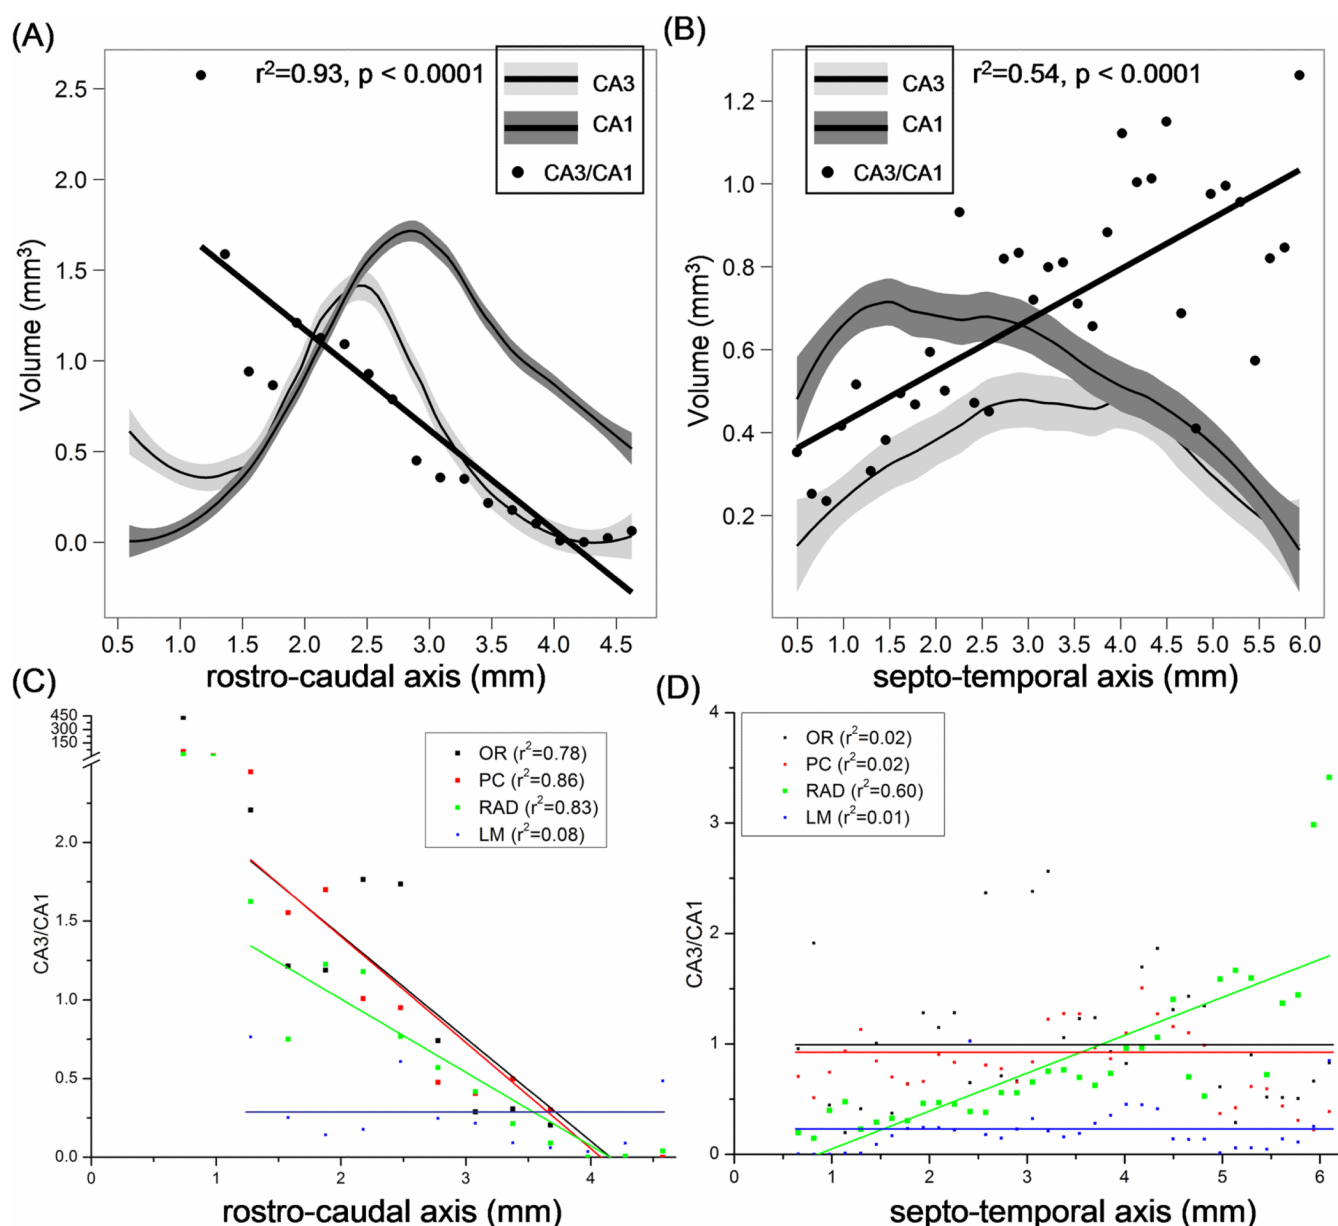 (A)
r²=0.93, p < 0.0001
CA3
CA1
CA3/CA1
Volume (mm³)
2.5
2.0
1.5
1.0
0.5
0.0
0.5 1.0 1.5 2.0 2.5 3.0 3.5 4.0 4.5
rostro-caudal axis (mm)
(B)
r²=0.54, p < 0.0001
CA3
CA1
CA3/CA1
Volume (mm³)
1.2
1.0
0.8
0.6
0.4
0.2
0.5 1.0 1.5 2.0 2.5 3.0 3.5 4.0 4.5 5.0 5.5 6.0
septo-temporal axis (mm)
(C)
450
300
150
2.0
1.5
1.0
0.5
0.0
CA3/CA1
OR (r²=0.78)
PC (r²=0.86)
RAD (r²=0.83)
LM (r²=0.08)
0 1 2 3 4
rostro-caudal axis (mm)
(D)
4
3
2
1
0
CA3/CA1
OR (r²=0.02)
PC (r²=0.02)
RAD (r²=0.60)
LM (r²=0.01)
0 1 2 3 4 5 6
septo-temporal axis (mm)